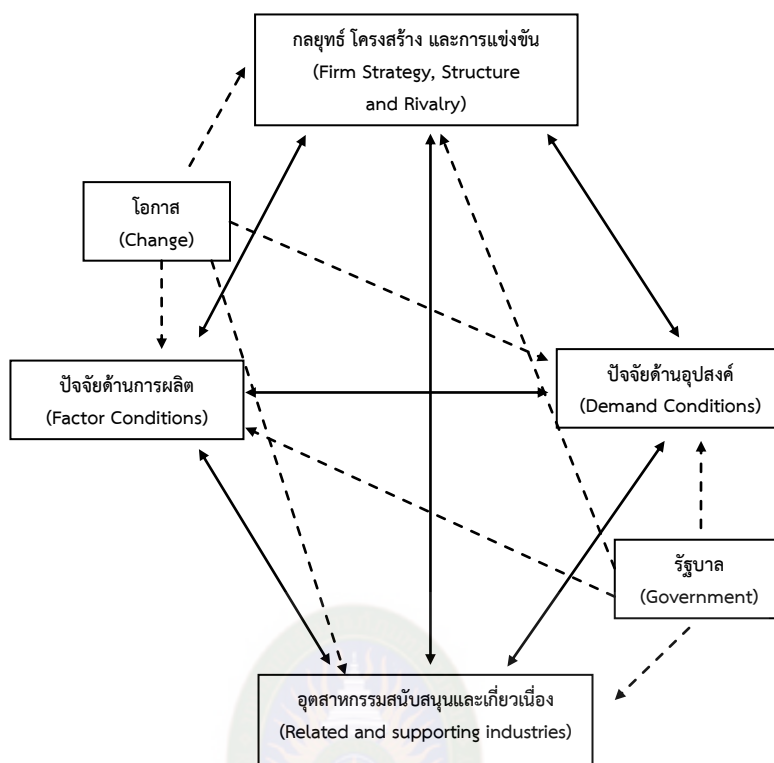 กลยุทธ์ โครงสร้าง และการแข่งขัน
(Firm Strategy, Structure
and Rivalry)
โอกาส
(Change)
ปัจจัยด้านการผลิต
(Factor Conditions)
ปัจจัยด้านอุปสงค์
(Demand Conditions)
รัฐบาล
(Government)
อุตสาหกรรมสนับสนุนและเกี่ยวเนื่อง
(Related and supporting industries)